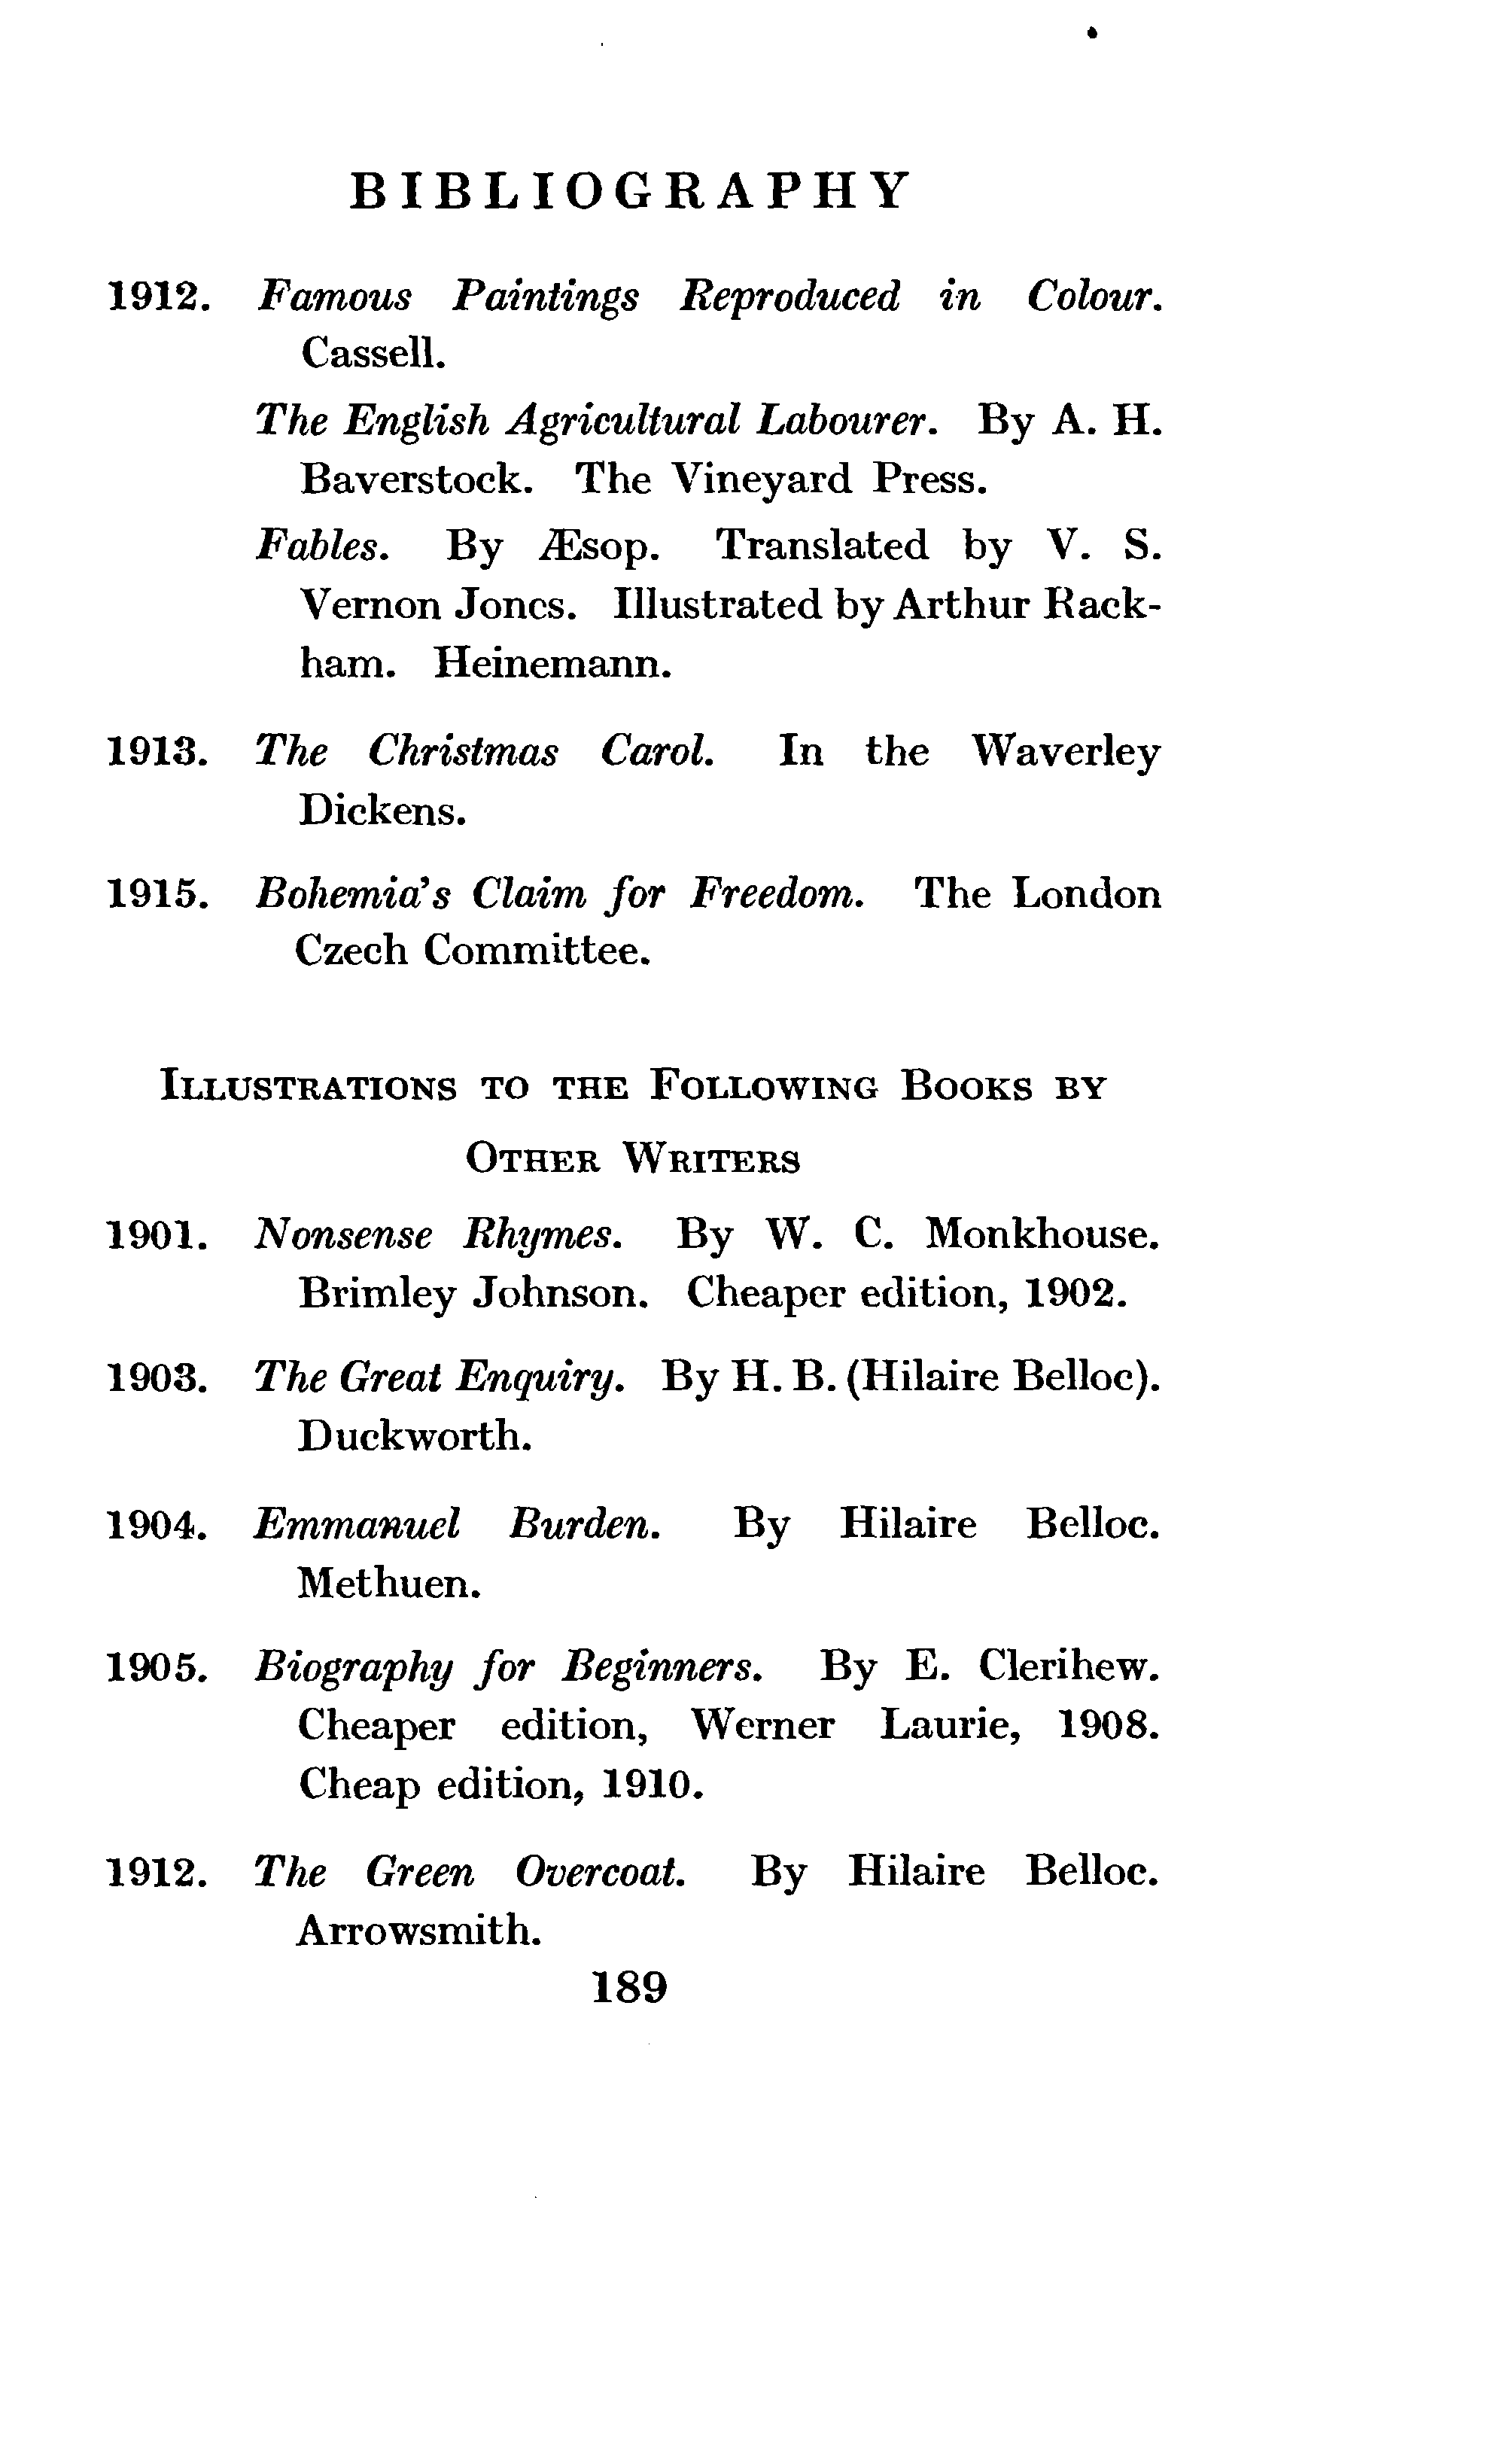 BIBLIOGRAPHY
1912. Famous Paintings Reproduced in Colour.
Cassell.
The English Agricultural Labourer. By A. H.
Baverstock. The Vineyard Press.
Fables. By Æsop. Translated by V. S.
Vernon Jones. Illustrated by Arthur Rack-
ham. Heinemann.
1913. The Christmas Carol. In the Waverley
Dickens.
1915. Bohemia's Claim for Freedom. The London
Czech Committee.
Illustrations to the Following Books by
Other Writers
1901. Nonsense Rhymes. By W. C. Monkhouse.
Brimley Johnson. Cheaper edition, 1902.
1903. The Great Enquiry. By H. B. (Hilaire Belloc).
Duckworth.
1904. Emmanuel Burden. By Hilaire Belloc.
Methuen.
1905. Biography for Beginners. By E. Clerihew.
Cheaper edition, Werner Laurie, 1908.
Cheap edition, 1910.
1912. The Green Overcoat. By Hilaire Belloc.
Arrowsmith.
189